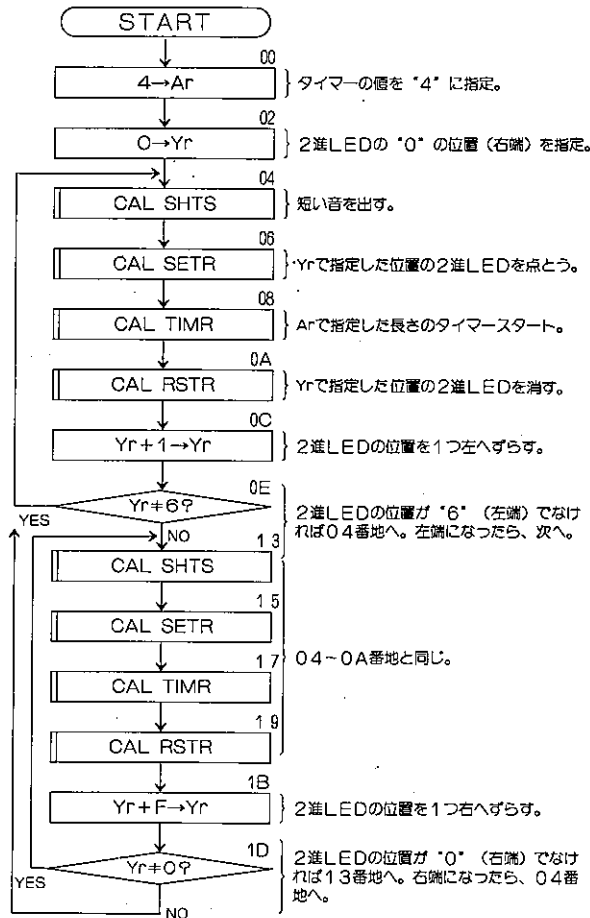 START
00
4→Ar
タイマーの値を "4" に指定。
02
0→Yr
2進LEDの "0" の位置（右端）を指定。
04
CAL SHTS
短い音を出す。
06
CAL SETR
Yrで指定した位置の2進LEDを点とう。
08
CAL TIMR
Arで指定した長さのタイマースタート。
0A
CAL RSTR
Yrで指定した位置の2進LEDを消す。
0C
Yr+1→Yr
2進LEDの位置を1つ左へずらす。
0E
Yr≠6?
YES
NO
2進LEDの位置が "6" （左端）でなけ
れば04番地へ。左端になったら、次へ。
13
CAL SHTS
15
CAL SETR
04~0A番地と同じ。
17
CAL TIMR
19
CAL RSTR
1B
Yr+F→Yr
2進LEDの位置を1つ右へずらす。
1D
Yr≠0?
YES
NO
2進LEDの位置が "0" （右端）でなけ
れば13番地へ。右端になったら、04番
地へ。